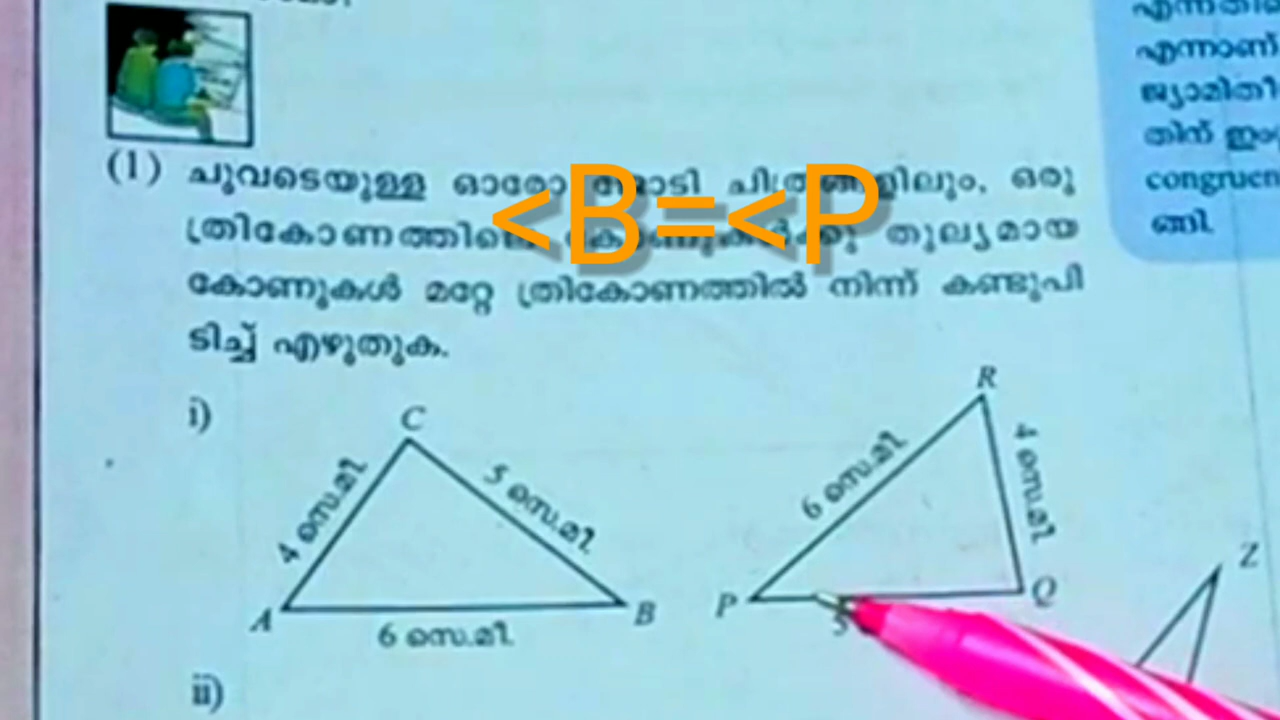 (1) ചുവടെയുള്ള ഓരോ ജോടി ചിത്രങ്ങളിലും, ഒരു
<B=<P
ത്രികോണത്തിലെ കോണുകൾക്കു തുല്യമായ
കോണുകൾ മറ്റേ ത്രികോണത്തിൽ നിന്ന് കണ്ടുപി
ടിച്ച് എഴുതുക.
എന്നാണ്
തിന്
congruen
ങ്ങി.
i)
C
4 സെ.മീ.
5 സെ.മീ.
A
B
6 സെ.മീ.
R
6 സെ.മീ.
4 സെ.മീ.
P
Q
5
Z
ii)